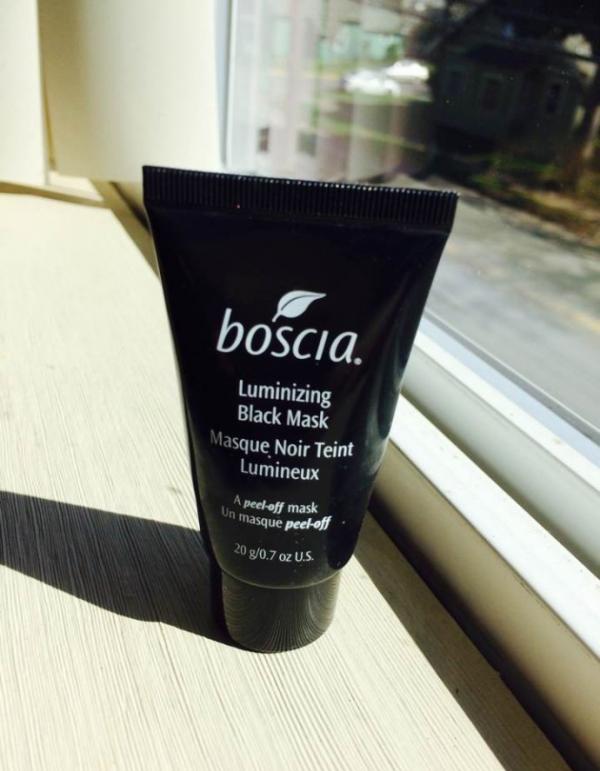 boscia.
Luminizing
Black Mask
Masque Noir Teint
Lumineux
A peel-off mask
Un masque peel-off
20 g/0.7 oz U.S.